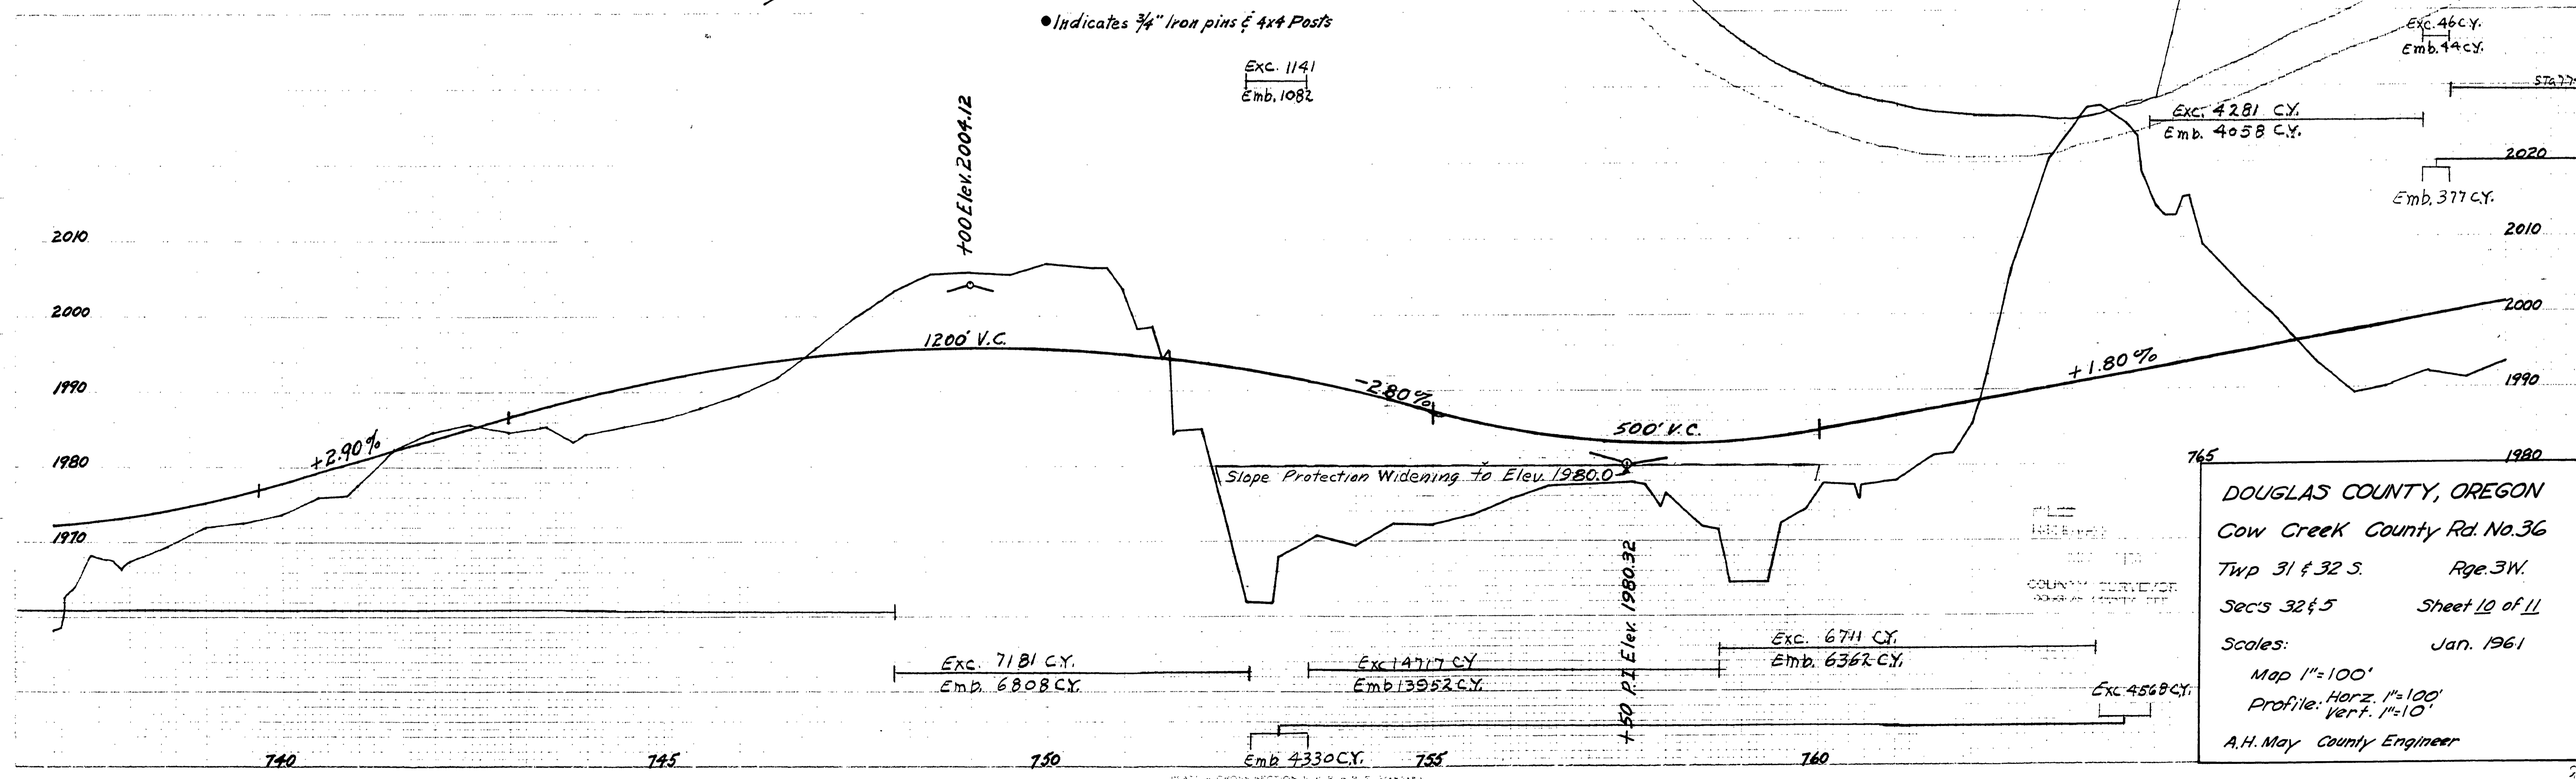 ●Indicates 3/4" Iron pins & 4x4 Posts
Exc. 46 C.Y.
Emb. 44 C.Y.
Exc. 1141
Emb. 1082
+00 Elev. 2004.12
Exc. 4281 C.Y.
Emb. 4058 C.Y.
2020
Emb. 377 C.Y.
2010
2010
2000
2000
1200' V.C.
1990
1990
-2.80%
+1.80%
+2.90%
500' V.C.
1980
1980
Slope Protection Widening to Elev. 1980.0
1970
+50 P.I. Elev. 1980.32
765
DOUGLAS COUNTY, OREGON
Cow Creek County Rd. No. 36
Twp 31 & 32 S. Rge. 3W.
Sec's 32 & 5 Sheet 10 of 11
Scales: Jan. 1961
Map 1"=100'
Profile: Horz. 1"=100'
Vert. 1"=10'
A.H. May County Engineer
COUNTY SURVEYOR
Exc. 7181 C.Y.
Emb. 6808 C.Y.
Exc 14717 CY
Emb 13952 C.Y.
Exc. 6711 C.Y.
Emb. 6362 C.Y.
Exc 4568 C.Y.
Emb 4330 C.Y.
740
745
750
755
760